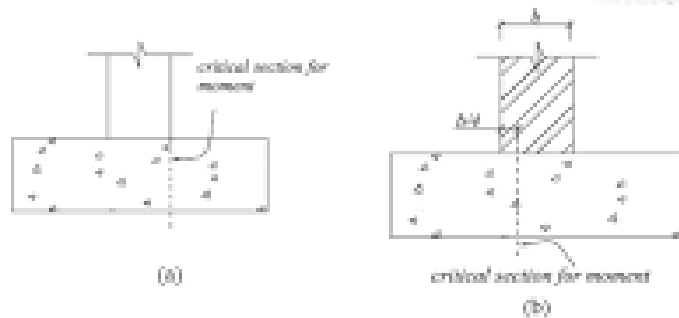 critical section for
moment
(a)
b
b/4
critical section for moment
(b)